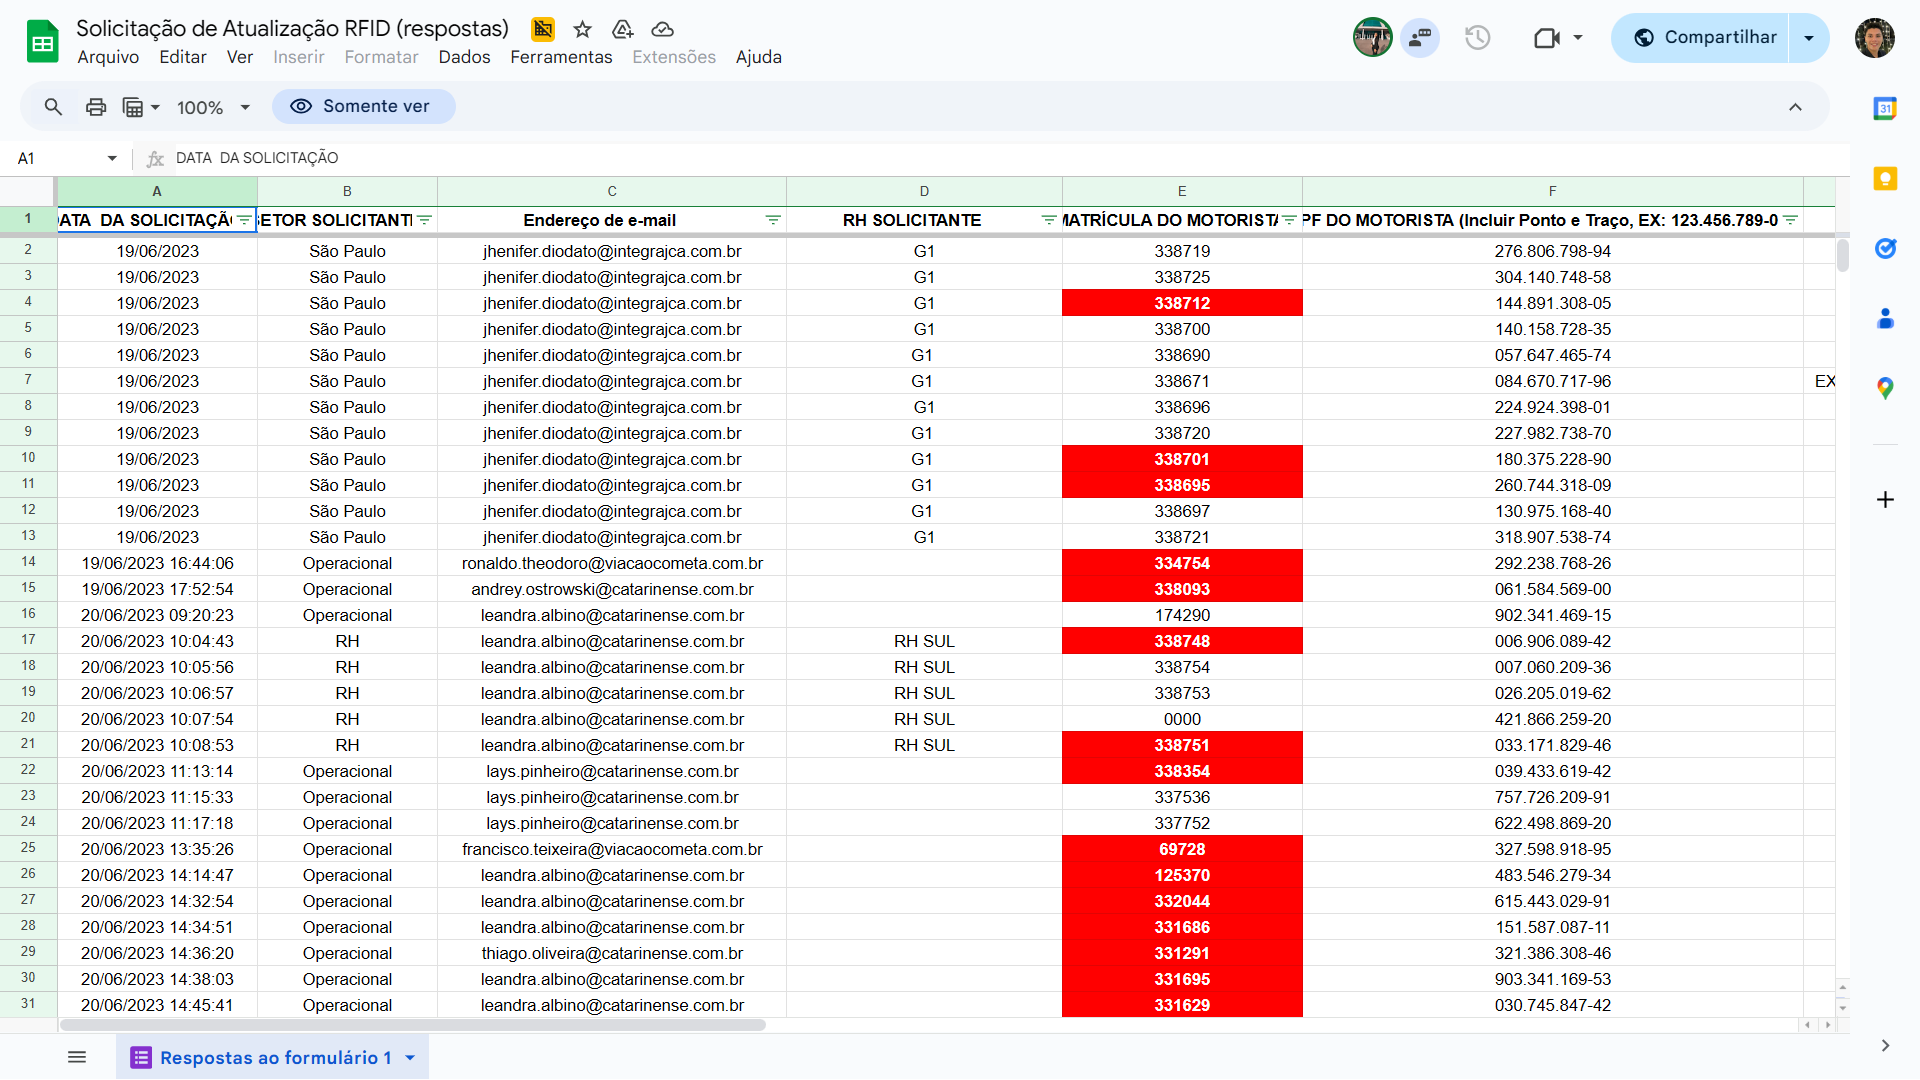 Solicitação de Atualização RFID (respostas)
Arquivo Editar Ver Inserir Formatar Dados Ferramentas Extensões Ajuda
Compartilhar
100% Somente ver
A1 DATA DA SOLICITAÇÃO
A B C D E F
1 DATA DA SOLICITAÇÃO SETOR SOLICITANTE Endereço de e-mail RH SOLICITANTE MATRÍCULA DO MOTORISTA PF DO MOTORISTA (Incluir Ponto e Traço, EX: 123.456.789-0
2 19/06/2023 São Paulo jhenifer.diodato@integrajca.com.br G1 338719 276.806.798-94
3 19/06/2023 São Paulo jhenifer.diodato@integrajca.com.br G1 338725 304.140.748-58
4 19/06/2023 São Paulo jhenifer.diodato@integrajca.com.br G1 338712 144.891.308-05
5 19/06/2023 São Paulo jhenifer.diodato@integrajca.com.br G1 338700 140.158.728-35
6 19/06/2023 São Paulo jhenifer.diodato@integrajca.com.br G1 338690 057.647.465-74
7 19/06/2023 São Paulo jhenifer.diodato@integrajca.com.br G1 338671 084.670.717-96 EX
8 19/06/2023 São Paulo jhenifer.diodato@integrajca.com.br G1 338696 224.924.398-01
9 19/06/2023 São Paulo jhenifer.diodato@integrajca.com.br G1 338720 227.982.738-70
10 19/06/2023 São Paulo jhenifer.diodato@integrajca.com.br G1 338701 180.375.228-90
11 19/06/2023 São Paulo jhenifer.diodato@integrajca.com.br G1 338695 260.744.318-09
12 19/06/2023 São Paulo jhenifer.diodato@integrajca.com.br G1 338697 130.975.168-40
13 19/06/2023 São Paulo jhenifer.diodato@integrajca.com.br G1 338721 318.907.538-74
14 19/06/2023 16:44:06 Operacional ronaldo.theodoro@viacaocometa.com.br 334754 292.238.768-26
15 19/06/2023 17:52:54 Operacional andrey.ostrowski@catarinense.com.br 338093 061.584.569-00
16 20/06/2023 09:20:23 Operacional leandra.albino@catarinense.com.br 174290 902.341.469-15
17 20/06/2023 10:04:43 RH leandra.albino@catarinense.com.br RH SUL 338748 006.906.089-42
18 20/06/2023 10:05:56 RH leandra.albino@catarinense.com.br RH SUL 338754 007.060.209-36
19 20/06/2023 10:06:57 RH leandra.albino@catarinense.com.br RH SUL 338753 026.205.019-62
20 20/06/2023 10:07:54 RH leandra.albino@catarinense.com.br RH SUL 0000 421.866.259-20
21 20/06/2023 10:08:53 RH leandra.albino@catarinense.com.br RH SUL 338751 033.171.829-46
22 20/06/2023 11:13:14 Operacional lays.pinheiro@catarinense.com.br 338354 039.433.619-42
23 20/06/2023 11:15:33 Operacional lays.pinheiro@catarinense.com.br 337536 757.726.209-91
24 20/06/2023 11:17:18 Operacional lays.pinheiro@catarinense.com.br 337752 622.498.869-20
25 20/06/2023 13:35:26 Operacional francisco.teixeira@viacaocometa.com.br 69728 327.598.918-95
26 20/06/2023 14:14:47 Operacional leandra.albino@catarinense.com.br 125370 483.546.279-34
27 20/06/2023 14:32:54 Operacional leandra.albino@catarinense.com.br 332044 615.443.029-91
28 20/06/2023 14:34:51 Operacional leandra.albino@catarinense.com.br 331686 151.587.087-11
29 20/06/2023 14:36:20 Operacional thiago.oliveira@catarinense.com.br 331291 321.386.308-46
30 20/06/2023 14:38:03 Operacional leandra.albino@catarinense.com.br 331695 903.341.169-53
31 20/06/2023 14:45:41 Operacional leandra.albino@catarinense.com.br 331629 030.745.847-42
Respostas ao formulário 1